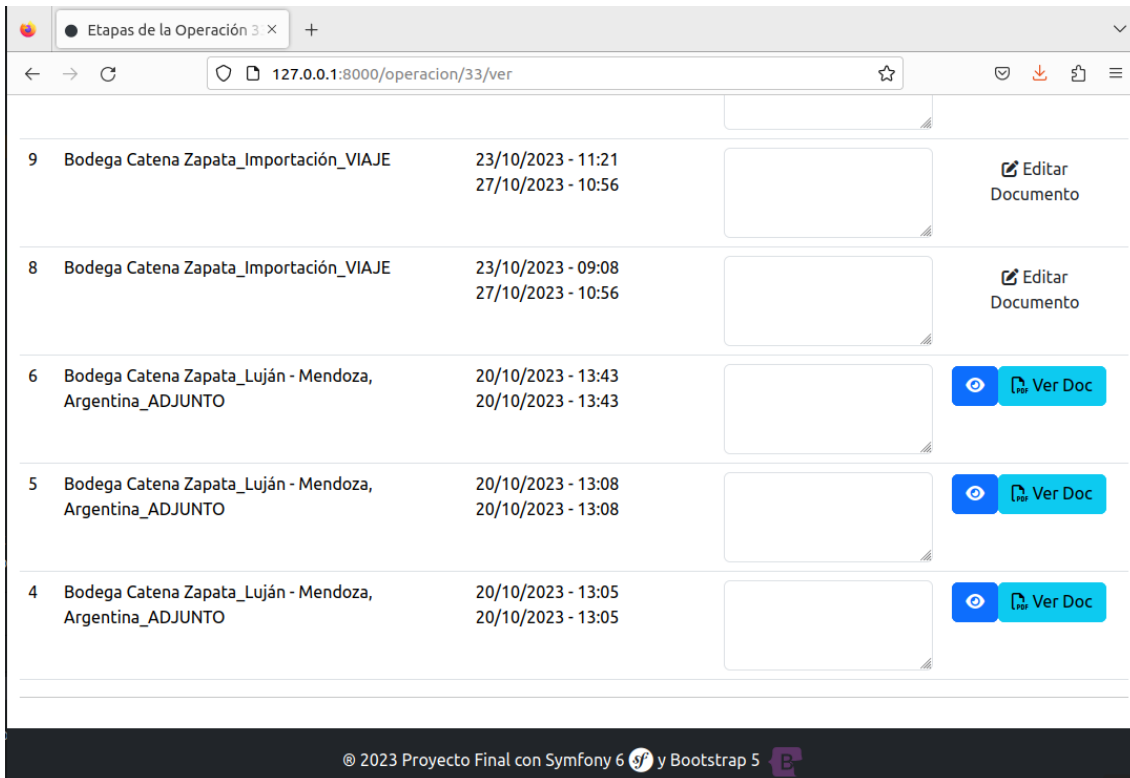 Etapas de la Operación 3
127.0.0.1:8000/operacion/33/ver
9 Bodega Catena Zapata_Importación_VIAJE 23/10/2023 - 11:21
27/10/2023 - 10:56
Editar
Documento
8 Bodega Catena Zapata_Importación_VIAJE 23/10/2023 - 09:08
27/10/2023 - 10:56
Editar
Documento
6 Bodega Catena Zapata_Luján - Mendoza, 20/10/2023 - 13:43
Argentina_ADJUNTO 20/10/2023 - 13:43
PDF Ver Doc
5 Bodega Catena Zapata_Luján - Mendoza, 20/10/2023 - 13:08
Argentina_ADJUNTO 20/10/2023 - 13:08
PDF Ver Doc
4 Bodega Catena Zapata_Luján - Mendoza, 20/10/2023 - 13:05
Argentina_ADJUNTO 20/10/2023 - 13:05
PDF Ver Doc
® 2023 Proyecto Final con Symfony 6 sf y Bootstrap 5 B